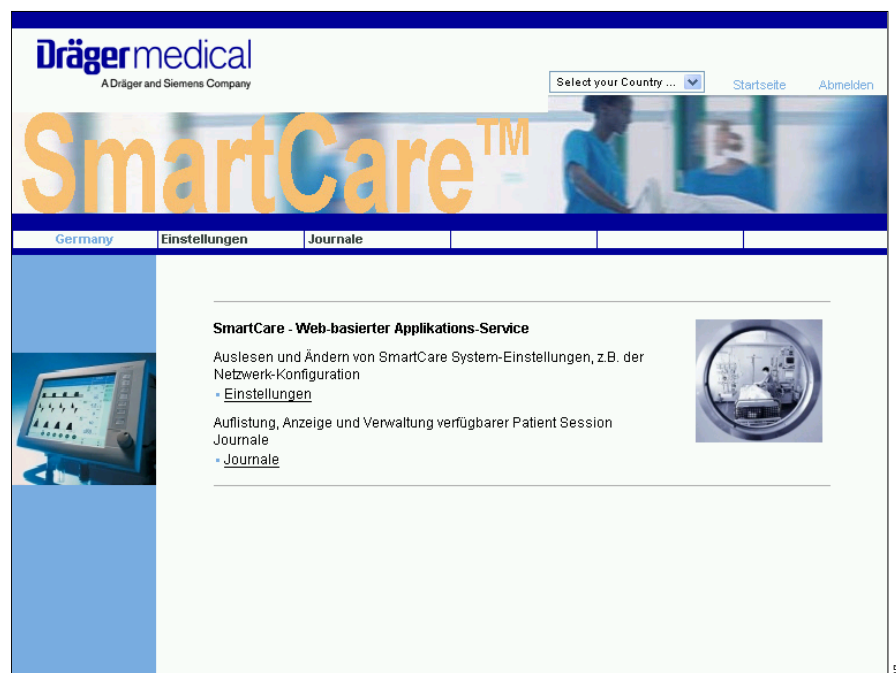 Drägermedical
A Dräger and Siemens Company
Select your Country ...
Startseite
Abmelden
SmartCare™
Germany
Einstellungen
Journale
SmartCare - Web-basierter Applikations-Service
Auslesen und Ändern von SmartCare System-Einstellungen, z.B. der
Netzwerk-Konfiguration
Einstellungen
Auflistung, Anzeige und Verwaltung verfügbarer Patient Session
Journale
Journale